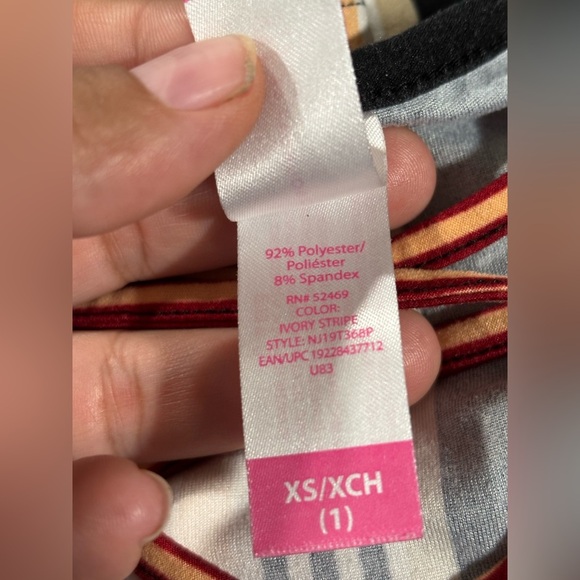 92% Polyester/
Poliéster
8% Spandex
RN# 52469
COLOR:
IVORY STRIPE
STYLE: NJ19T368P
EAN/UPC 19228437712
U83
XS/XCH
(1)